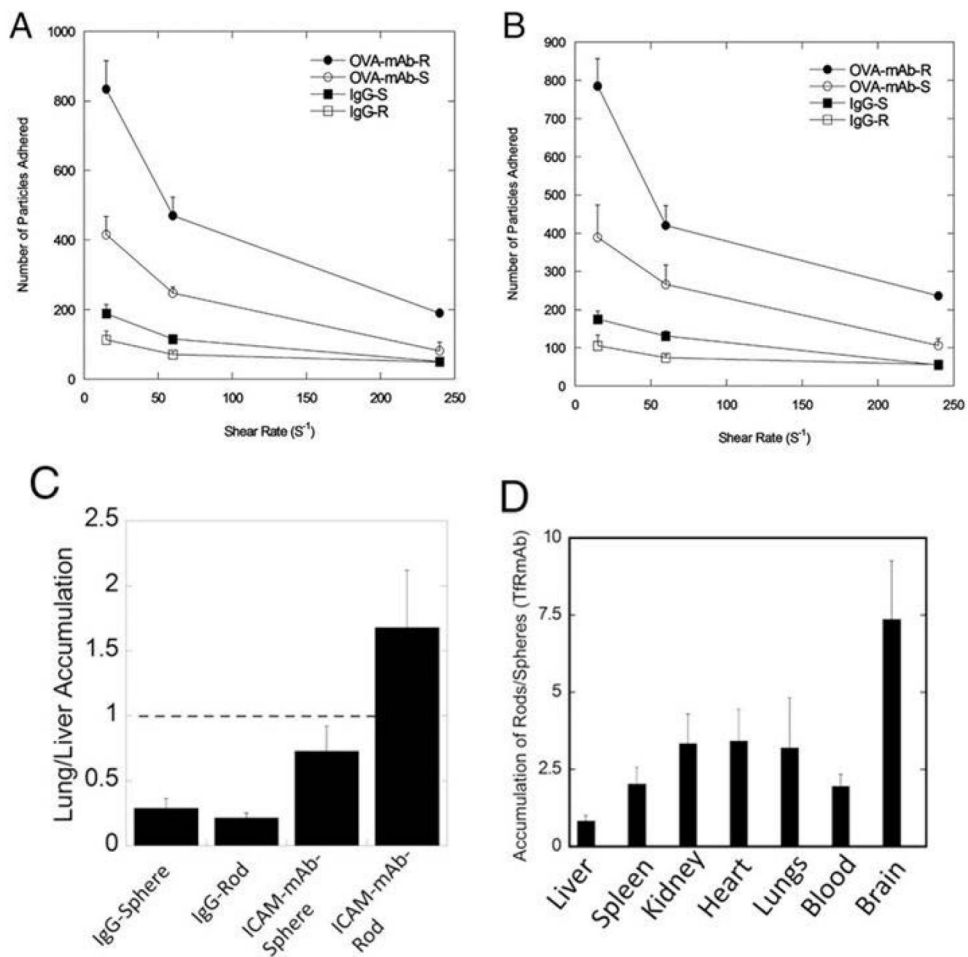 A
1000
800
600
400
200
0
Number of Particles Adhered
OVA-mAb-R
OVA-mAb-S
IgG-S
IgG-R
0 50 100 150 200 250
Shear Rate (S-1)
B
900
800
700
600
500
400
300
200
100
0
Number of Particles Adhered
OVA-mAb-R
OVA-mAb-S
IgG-S
IgG-R
0 50 100 150 200 250
Shear Rate (S-1)
C
2.5
2
1.5
1
0.5
0
Lung/Liver Accumulation
IgG-Sphere
IgG-Rod
ICAM-mAb-
Sphere
ICAM-mAb-
Rod
D
10
7.5
5
2.5
0
Accumulation of Rods/Spheres (TfRmAb)
Liver
Spleen
Kidney
Heart
Lungs
Blood
Brain